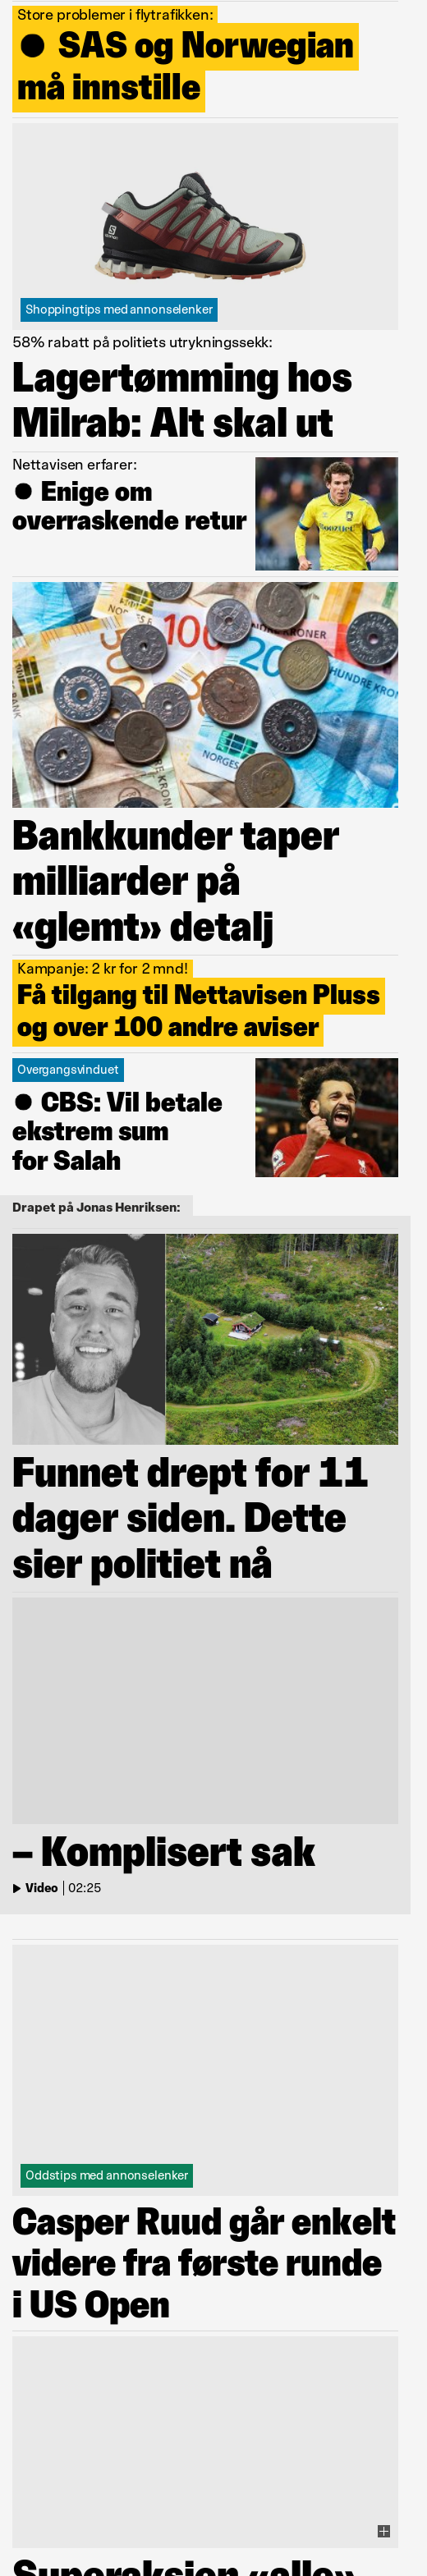 Store problemer i flytrafikken:
● SAS og Norwegian
må innstille
Shoppingtips med annonselenker
58% rabatt på politiets utrykningssekk:
Lagertømming hos
Milrab: Alt skal ut
Nettavisen erfarer:
● Enige om
overraskende retur
Bankkunder taper
milliarder på
«glemt» detalj
Kampanje: 2 kr for 2 mnd!
Få tilgang til Nettavisen Pluss
og over 100 andre aviser
Overgangsvinduet
● CBS: Vil betale
ekstrem sum
for Salah
Drapet på Jonas Henriksen:
Funnet drept for 11
dager siden. Dette
sier politiet nå
– Komplisert sak
Video | 02:25
Oddstips med annonselenker
Casper Ruud går enkelt
videre fra første runde
i US Open